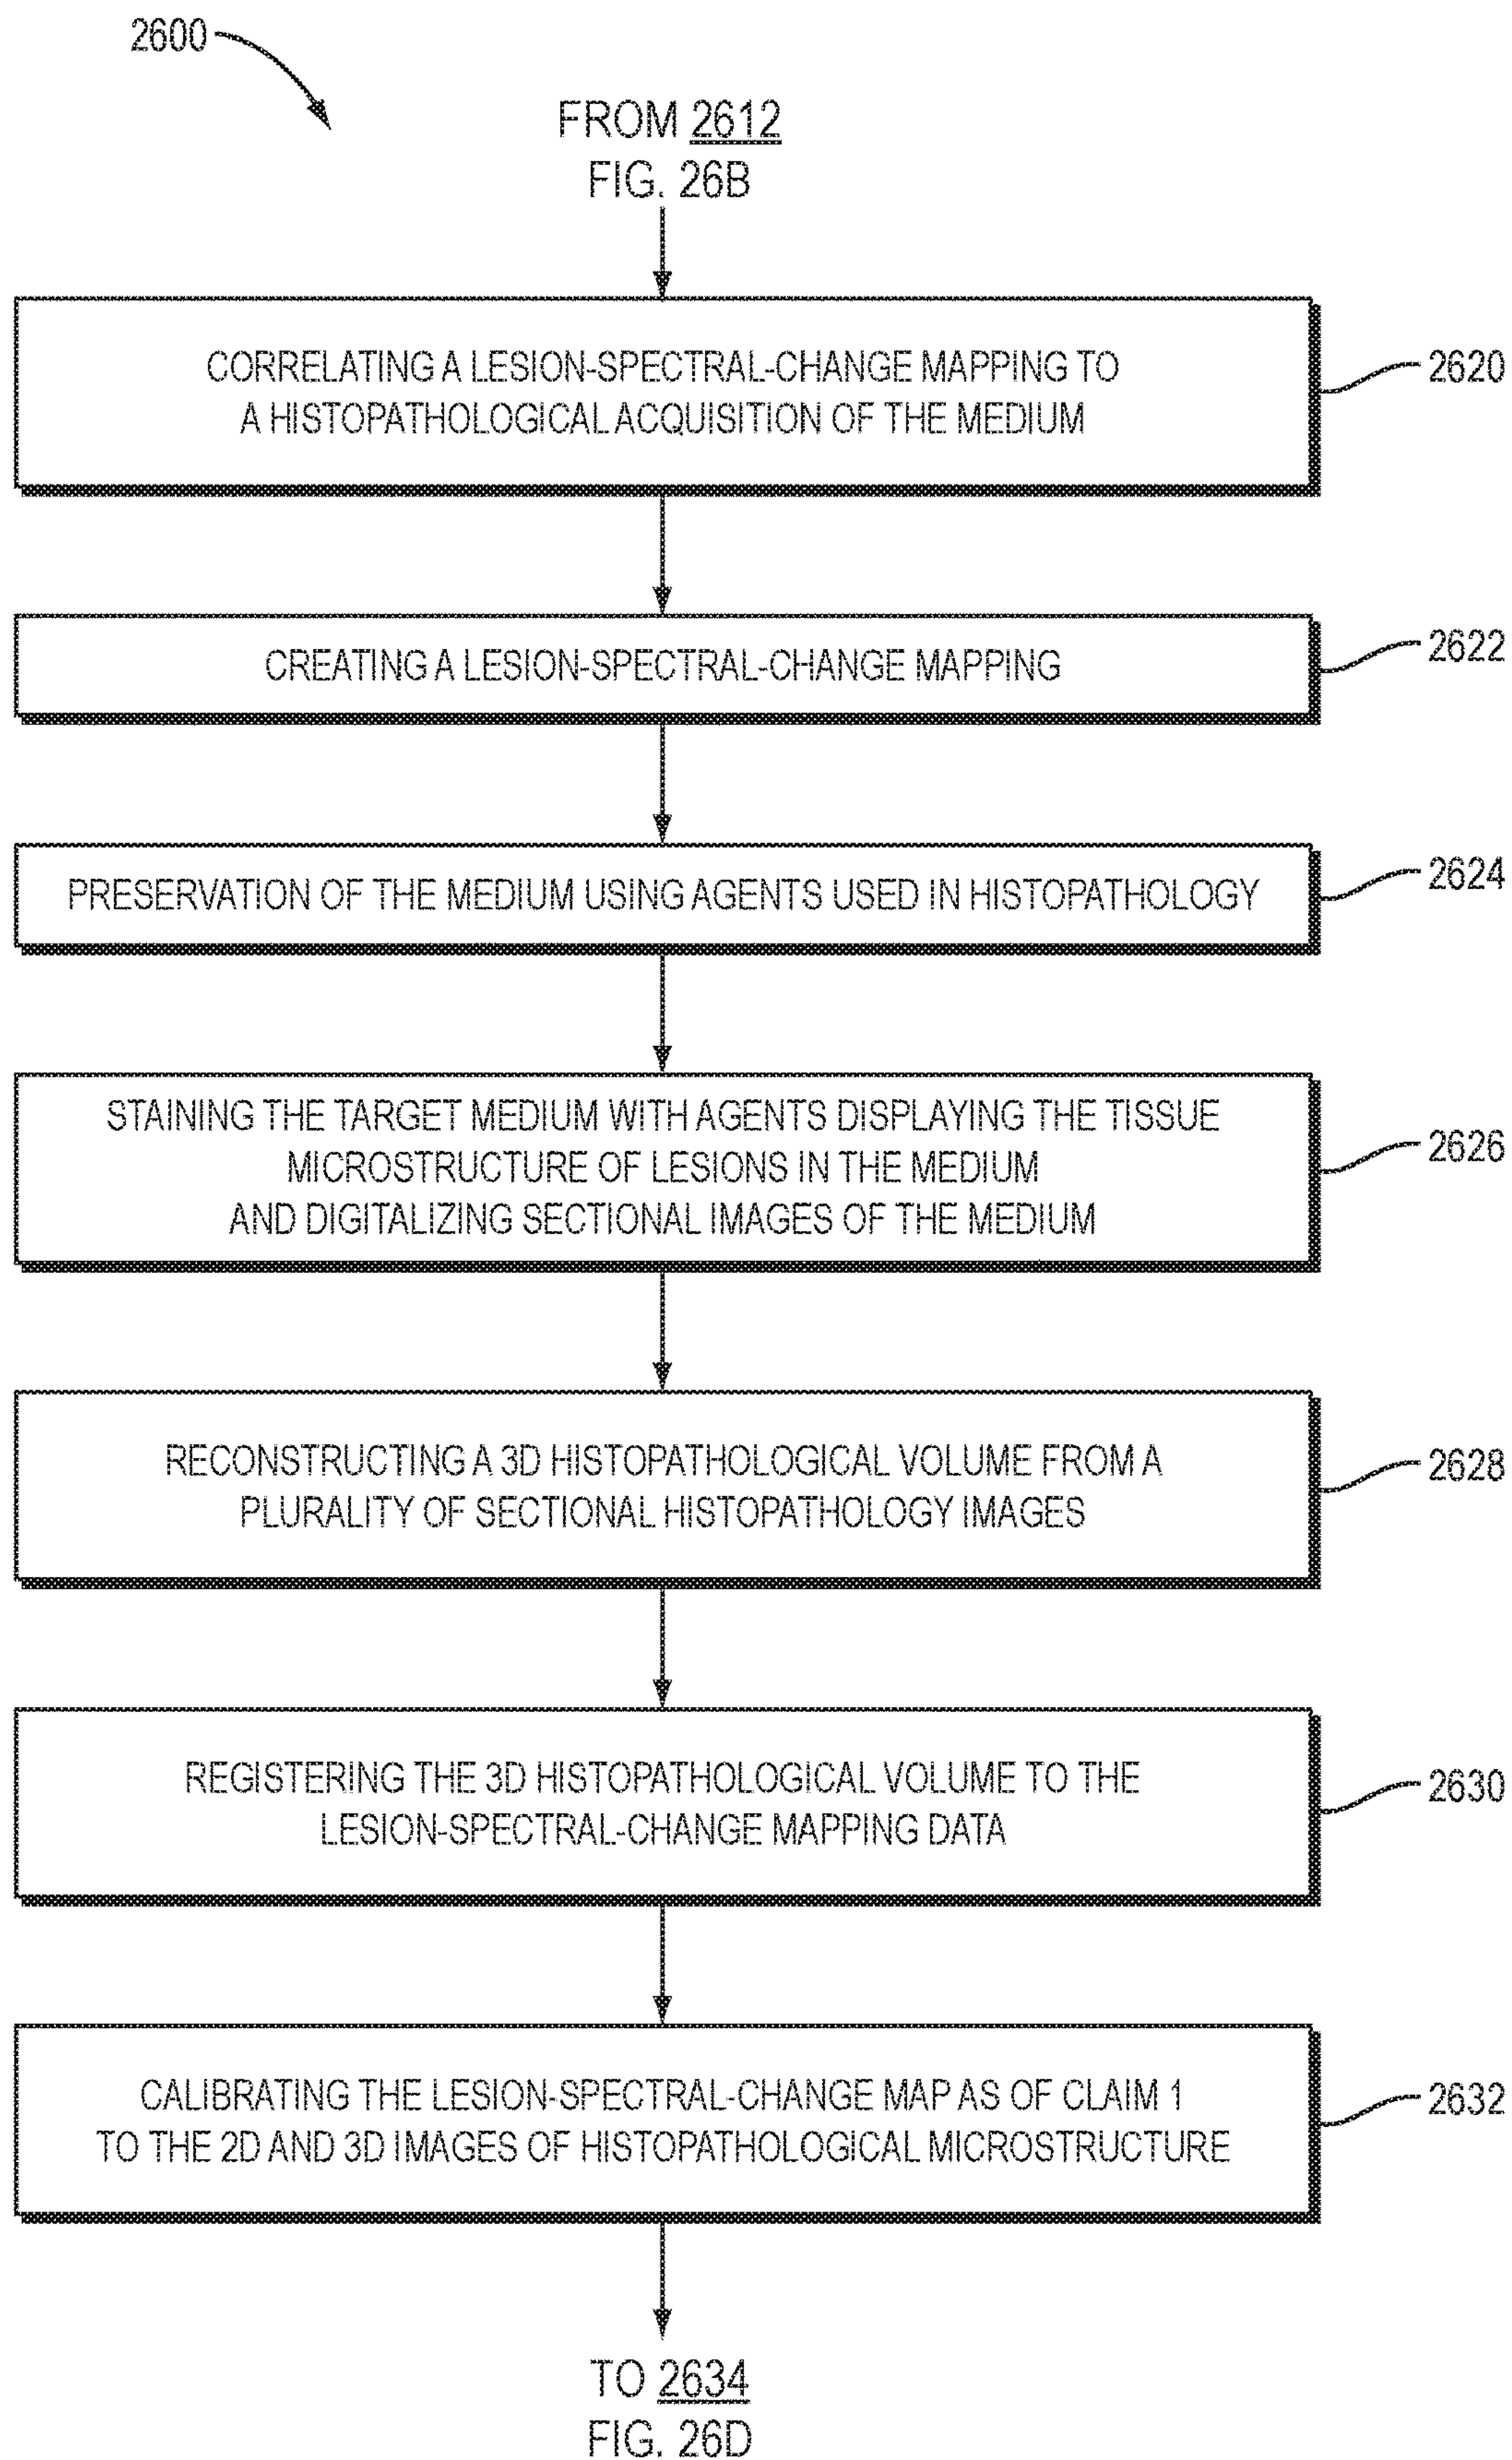 2600
FROM 2612
FIG. 26B
CORRELATING A LESION-SPECTRAL-CHANGE MAPPING TO
A HISTOPATHOLOGICAL ACQUISITION OF THE MEDIUM
2620
CREATING A LESION-SPECTRAL-CHANGE MAPPING
2622
PRESERVATION OF THE MEDIUM USING AGENTS USED IN HISTOPATHOLOGY
2624
STAINING THE TARGET MEDIUM WITH AGENTS DISPLAYING THE TISSUE
MICROSTRUCTURE OF LESIONS IN THE MEDIUM
AND DIGITALIZING SECTIONAL IMAGES OF THE MEDIUM
2626
RECONSTRUCTING A 3D HISTOPATHOLOGICAL VOLUME FROM A
PLURALITY OF SECTIONAL HISTOPATHOLOGY IMAGES
2628
REGISTERING THE 3D HISTOPATHOLOGICAL VOLUME TO THE
LESION-SPECTRAL-CHANGE MAPPING DATA
2630
CALIBRATING THE LESION-SPECTRAL-CHANGE MAP AS OF CLAIM 1
TO THE 2D AND 3D IMAGES OF HISTOPATHOLOGICAL MICROSTRUCTURE
2632
TO 2634
FIG. 26D